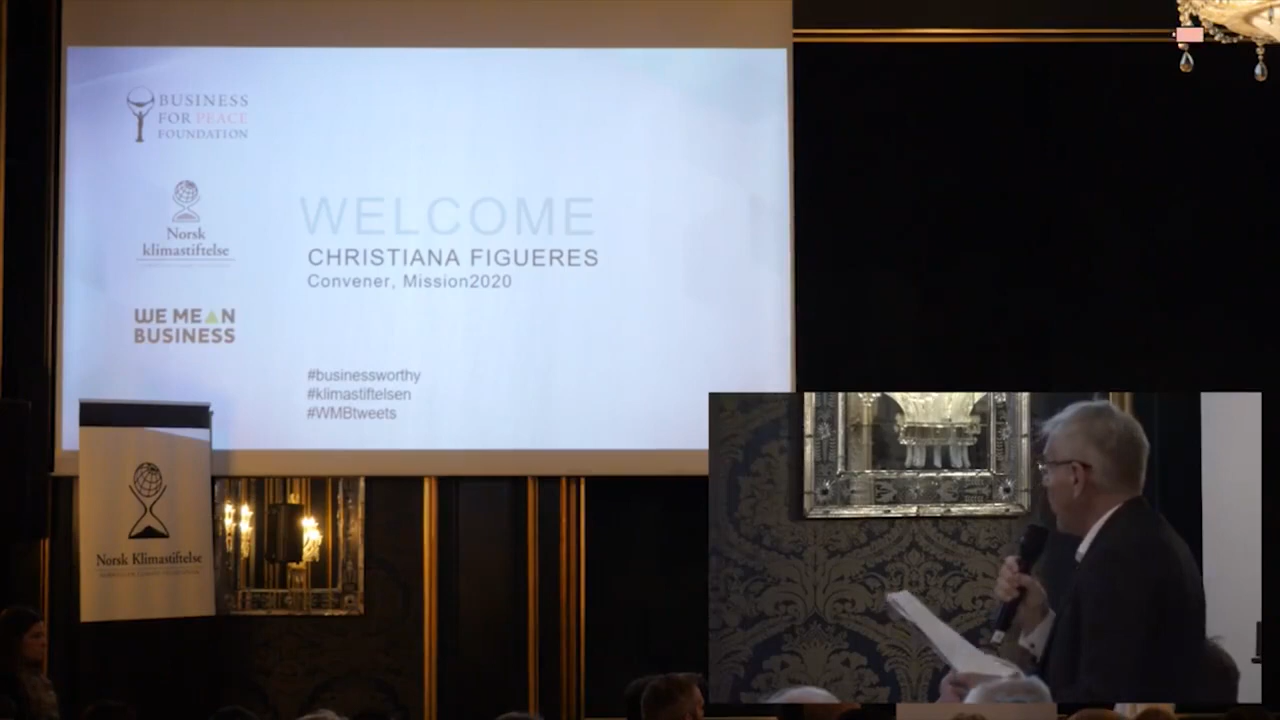 BUSINESS
FOR PEACE
FOUNDATION
Norsk
klimastiftelse
WE MEAN
BUSINESS
WELCOME
CHRISTIANA FIGUERES
Convener, Mission2020
#businessworthy
#klimastiftelsen
#WMBtweets
Norsk Klimastiftelse